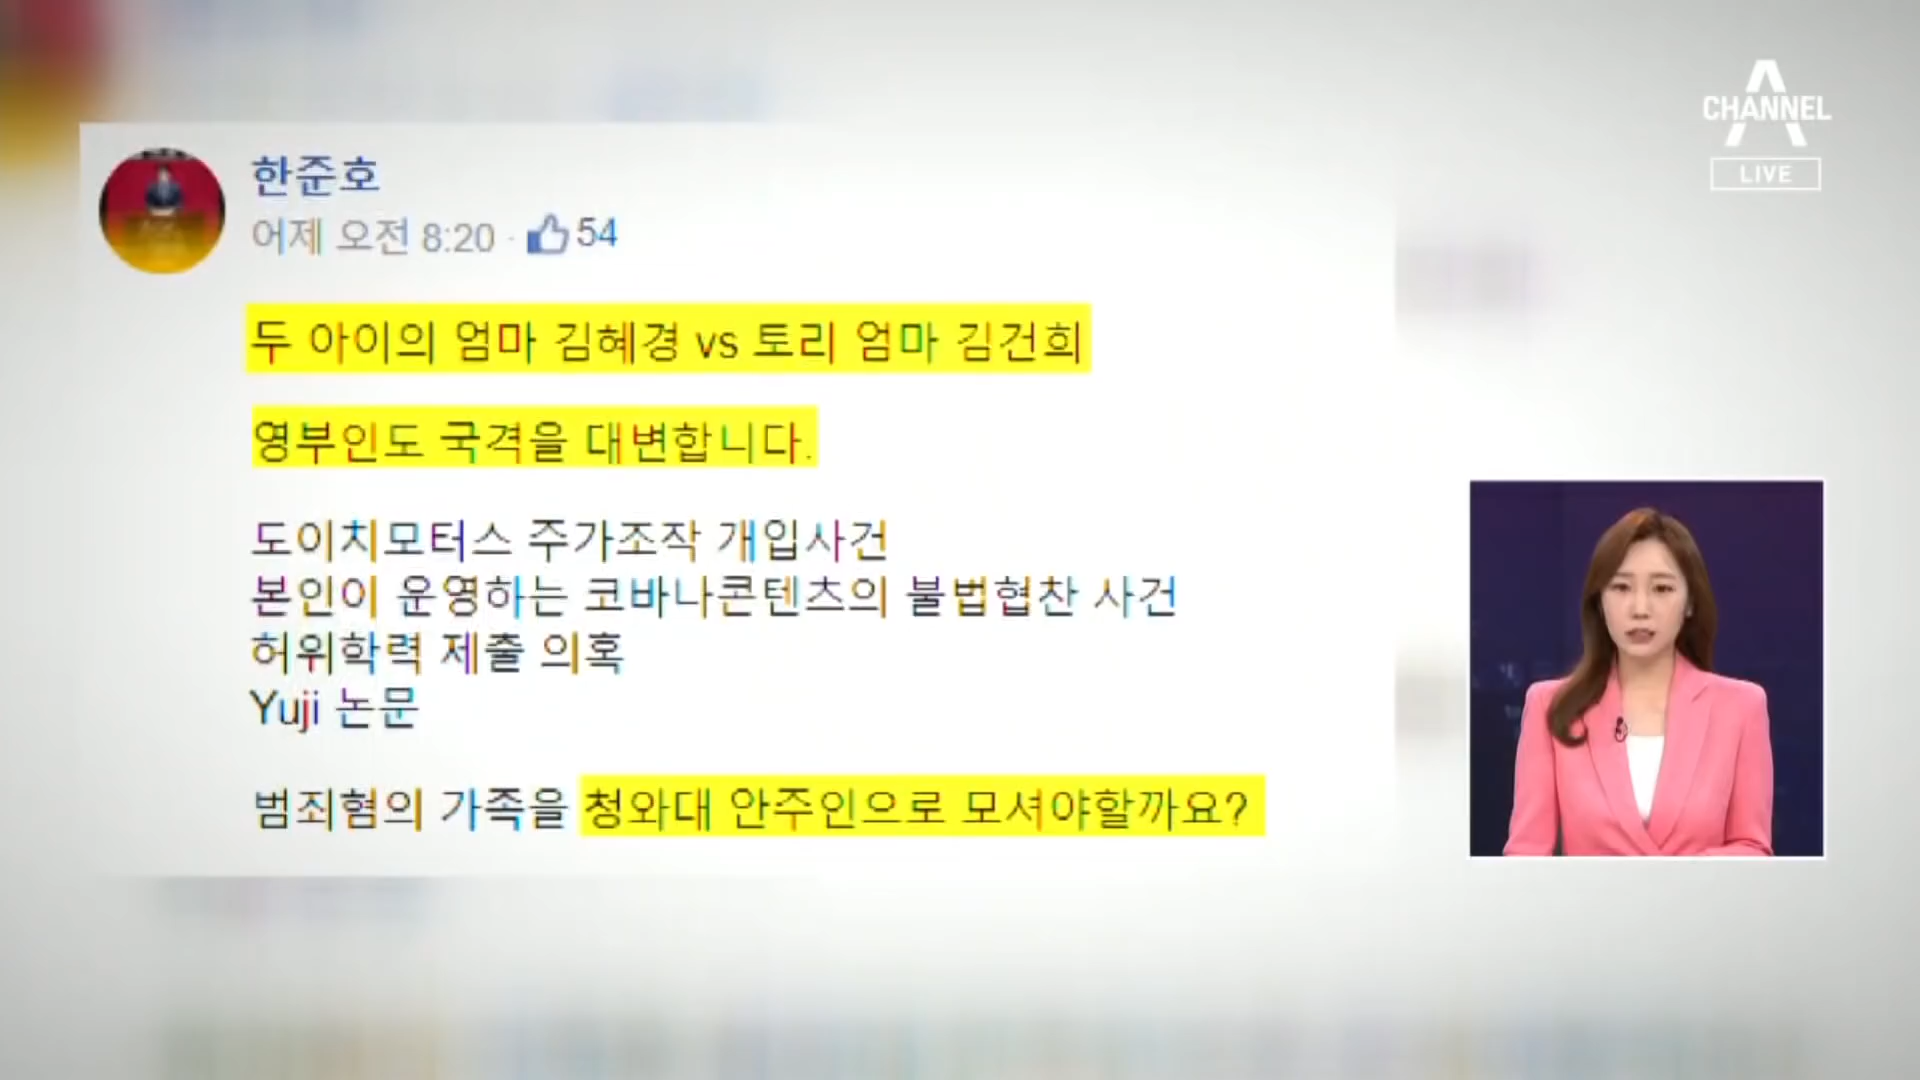 한준호
어제 오전 8:20 · 54
두 아이의 엄마 김혜경 vs 토리 엄마 김건희
영부인도 국격을 대변합니다.
도이치모터스 주가조작 개입사건
본인이 운영하는 코바나콘텐츠의 불법협찬 사건
허위학력 제출 의혹
Yuji 논문
범죄혐의 가족을 청와대 안주인으로 모셔야할까요?
CHANNEL A
LIVE